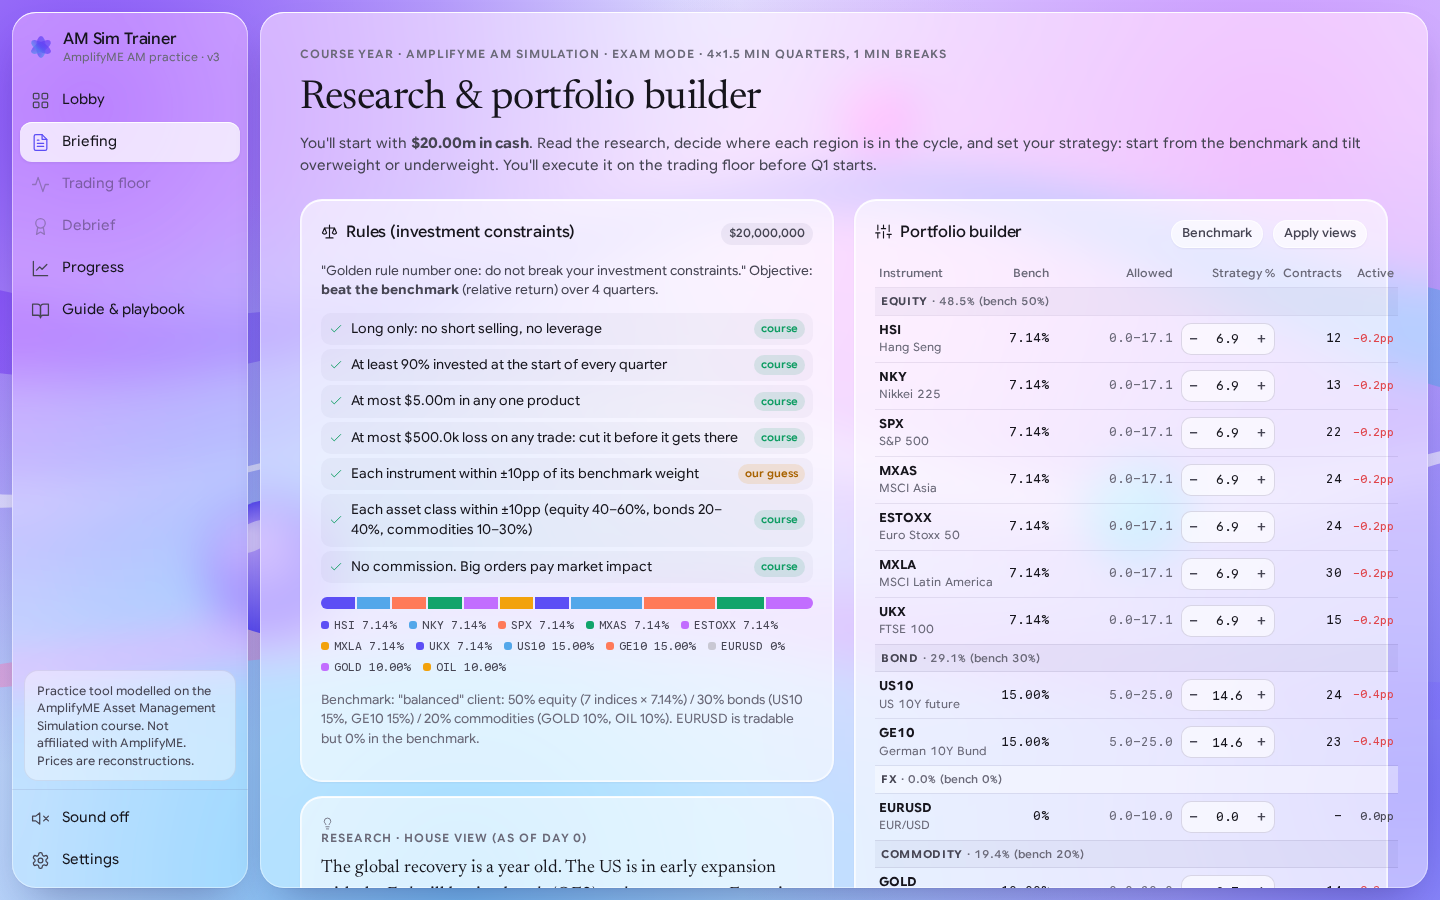 AM Sim Trainer
AmplifyME AM practice · v3
Lobby
Briefing
Trading floor
Debrief
Progress
Guide & playbook
Practice tool modelled on the
AmplifyME Asset Management
Simulation course. Not
affiliated with AmplifyME.
Prices are reconstructions.
Sound off
Settings
COURSE YEAR · AMPLIFYME AM SIMULATION · EXAM MODE · 4×1.5 MIN QUARTERS, 1 MIN BREAKS
Research & portfolio builder
You'll start with $20.00m in cash. Read the research, decide where each region is in the cycle, and set your strategy: start from the benchmark and tilt
overweight or underweight. You'll execute it on the trading floor before Q1 starts.
Rules (investment constraints) $20,000,000
"Golden rule number one: do not break your investment constraints." Objective:
beat the benchmark (relative return) over 4 quarters.
Long only: no short selling, no leverage course
At least 90% invested at the start of every quarter course
At most $5.00m in any one product course
At most $500.0k loss on any trade: cut it before it gets there course
Each instrument within ±10pp of its benchmark weight our guess
Each asset class within ±10pp (equity 40–60%, bonds 20–
40%, commodities 10–30%) course
No commission. Big orders pay market impact course
HSI 7.14% NKY 7.14% SPX 7.14% MXAS 7.14% ESTOXX 7.14%
MXLA 7.14% UKX 7.14% US10 15.00% GE10 15.00% EURUSD 0%
GOLD 10.00% OIL 10.00%
Benchmark: "balanced" client: 50% equity (7 indices × 7.14%) / 30% bonds (US10
15%, GE10 15%) / 20% commodities (GOLD 10%, OIL 10%). EURUSD is tradable
but 0% in the benchmark.
RESEARCH · HOUSE VIEW (AS OF DAY 0)
The global recovery is a year old. The US is in early expansion
Portfolio builder Benchmark Apply views
Instrument Bench Allowed Strategy % Contracts Active
EQUITY · 48.5% (bench 50%)
HSI 7.14% 0.0–17.1 − 6.9 + 12 −0.2pp
Hang Seng
NKY 7.14% 0.0–17.1 − 6.9 + 13 −0.2pp
Nikkei 225
SPX 7.14% 0.0–17.1 − 6.9 + 22 −0.2pp
S&P 500
MXAS 7.14% 0.0–17.1 − 6.9 + 24 −0.2pp
MSCI Asia
ESTOXX 7.14% 0.0–17.1 − 6.9 + 24 −0.2pp
Euro Stoxx 50
MXLA 7.14% 0.0–17.1 − 6.9 + 30 −0.2pp
MSCI Latin America
UKX 7.14% 0.0–17.1 − 6.9 + 15 −0.2pp
FTSE 100
BOND · 29.1% (bench 30%)
US10 15.00% 5.0–25.0 − 14.6 + 24 −0.4pp
US 10Y future
GE10 15.00% 5.0–25.0 − 14.6 + 23 −0.4pp
German 10Y Bund
FX · 0.0% (bench 0%)
EURUSD 0% 0.0–10.0 − 0.0 + – 0.0pp
EUR/USD
COMMODITY · 19.4% (bench 20%)
GOLD